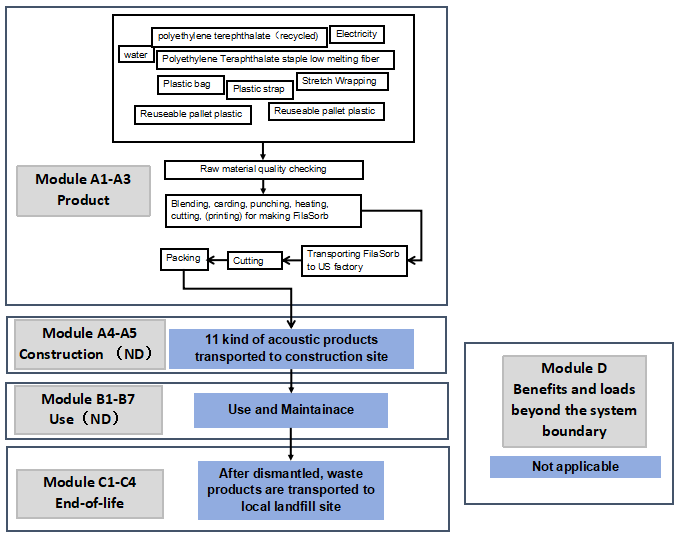 polyethylene terephthalate（recycled)
Electricity
water
Polyethylene Teraphthalate staple low melting fiber
Plastic bag
Plastic strap
Stretch Wrapping
Reuseable pallet plastic
Reuseable pallet plastic
Raw material quality checking
Module A1-A3
Product
Blending, carding, punching, heating,
cutting, (printing) for making FilaSorb
Packing
Cutting
Transporting FilaSorb
to US factory
Module A4-A5
Construction （ND）
11 kind of acoustic products
transported to construction site
Module B1-B7
Use（ND）
Use and Maintainace
Module C1-C4
End-of-life
After dismantled, waste
products are transported to
local landfill site
Module D
Benefits and loads
beyond the system
boundary
Not applicable